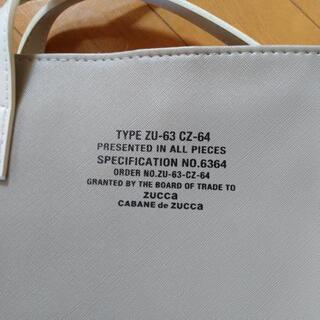 TYPE ZU-63 CZ-64
PRESENTED IN ALL PIECES
SPECIFICATION NO.6364
ORDER NO.ZU-63-CZ-64
GRANTED BY THE BOARD OF TRADE TO
zucca
CABANE de zucca